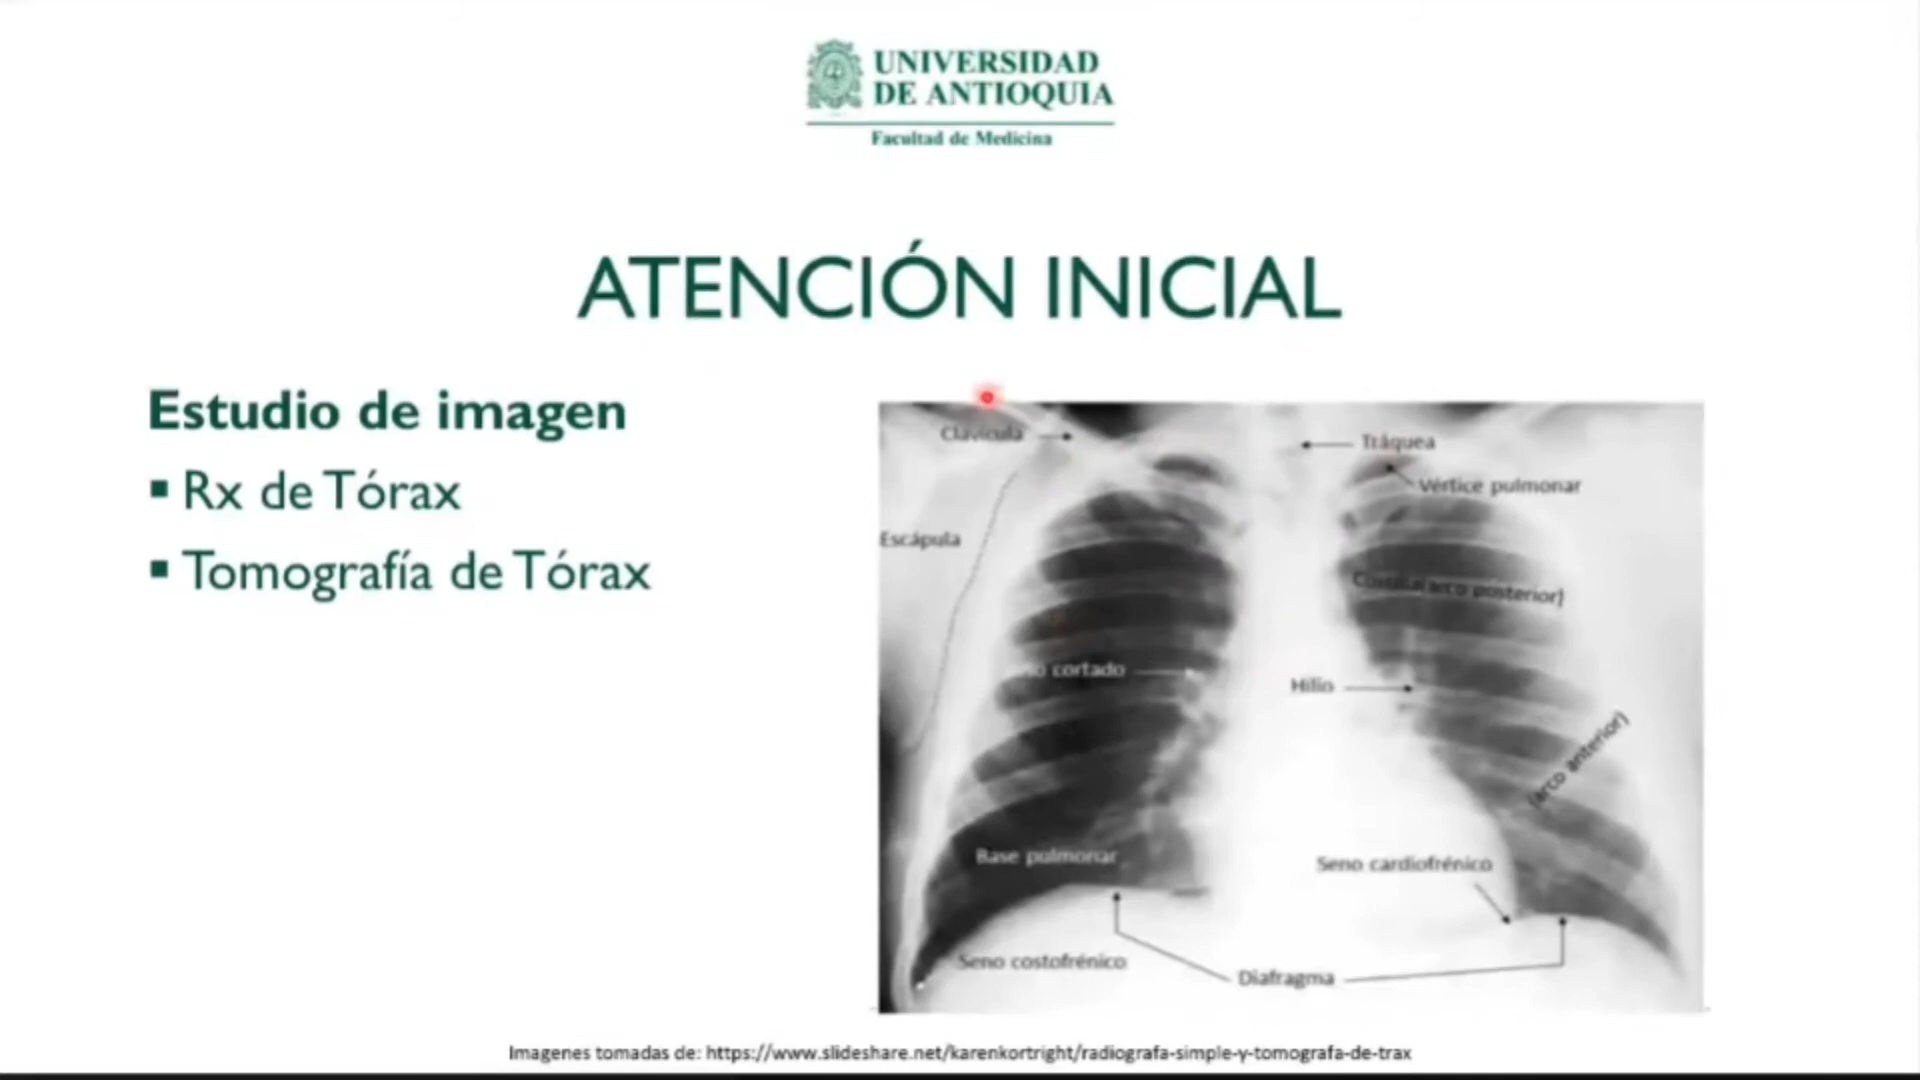 UNIVERSIDAD
DE ANTIOQUIA
Facultad de Medicina
ATENCIÓN INICIAL
Estudio de imagen
▪ Rx de Tórax
▪ Tomografía de Tórax
Clavícula
Tráquea
Vértice pulmonar
Escápula
arco posterior)
cortado
Hilio
(arco anterior)
Base pulmonar
Seno cardiofrénico
Seno costofrénico
Diafragma
Imagenes tomadas de: https://www.slideshare.net/karenkortright/radiografa-simple-y-tomografa-de-trax